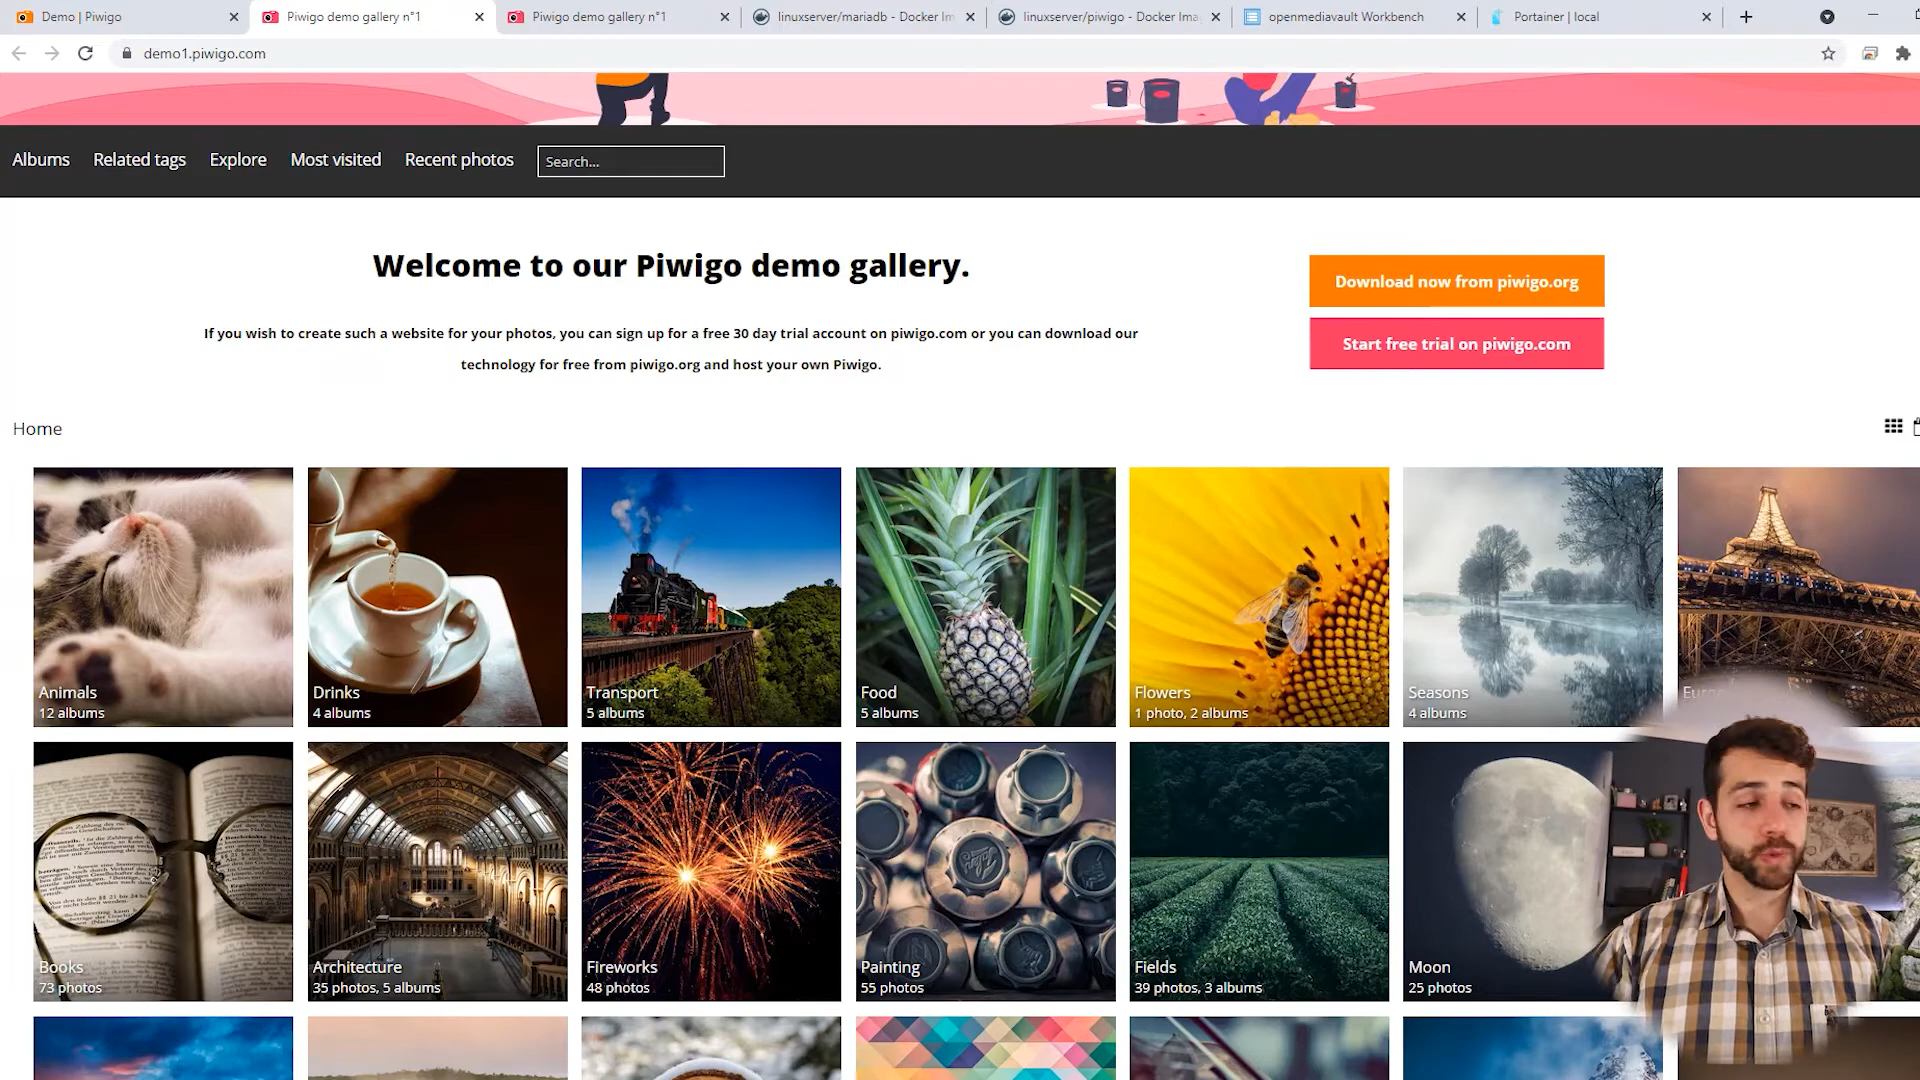 Demo | Piwigo
Piwigo demo gallery n°1
Piwigo demo gallery n°1
linuxserver/mariadb - Docker Im
linuxserver/piwigo - Docker Ima
openmediavault Workbench
Portainer | local
demo1.piwigo.com
Albums
Related tags
Explore
Most visited
Recent photos
Search...
Welcome to our Piwigo demo gallery.
If you wish to create such a website for your photos, you can sign up for a free 30 day trial account on piwigo.com or you can download our
technology for free from piwigo.org and host your own Piwigo.
Download now from piwigo.org
Start free trial on piwigo.com
Home
Animals
12 albums
Drinks
4 albums
Transport
5 albums
Food
5 albums
Flowers
1 photo, 2 albums
Seasons
4 albums
Books
73 photos
Architecture
35 photos, 5 albums
Fireworks
48 photos
Painting
55 photos
Fields
39 photos, 3 albums
Moon
25 photos